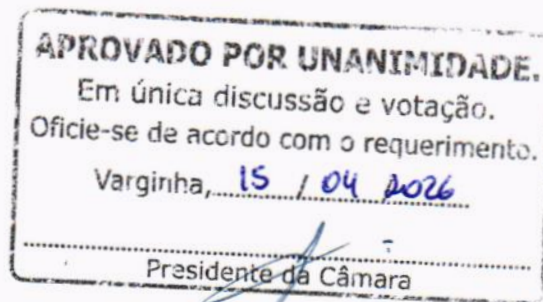 APROVADO POR UNANIMIDADE.
Em única discussão e votação.
Oficie-se de acordo com o requerimento.
Varginha, 15 / 04 2026
Presidente da Câmara